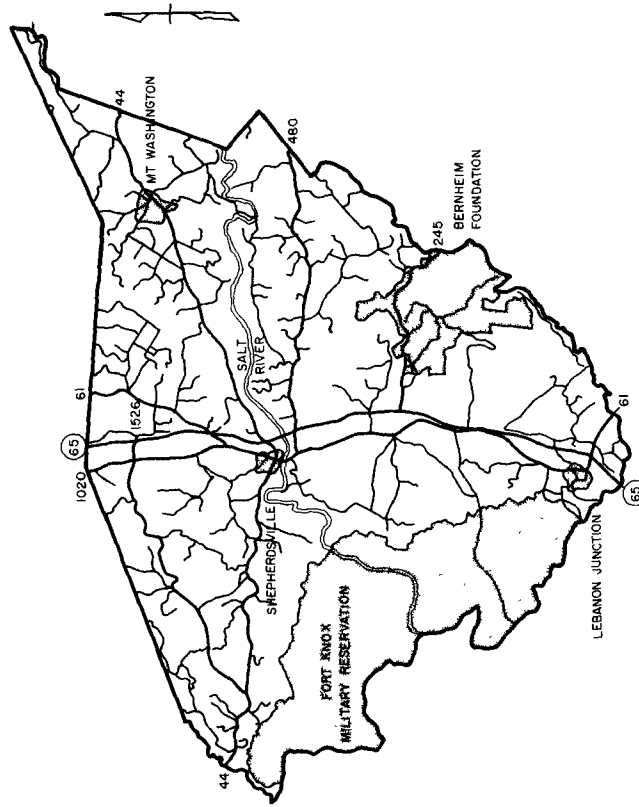 65
1020
61
44
1526
MT WASHINGTON
44
SALT
RIVER
SHEPHERDSVILLE
480
FORT KNOX
MILITARY RESERVATION
245
BERNHEIM
FOUNDATION
LEBANON JUNCTION
61
65